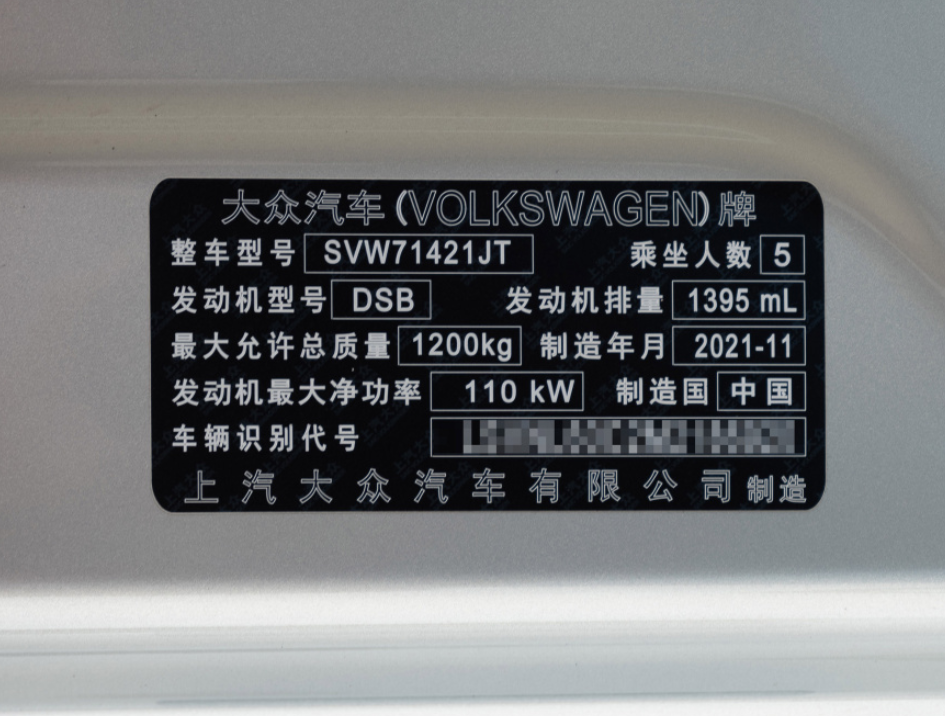 大众汽车(VOLKSWAGEN)牌
整车型号 SVW71421JT 乘坐人数 5
发动机型号 DSB 发动机排量 1395 mL
最大允许总质量 1200kg 制造年月 2021-11
发动机最大净功率 110 kW 制造国 中国
车辆识别代号
上汽大众汽车有限公司 制造